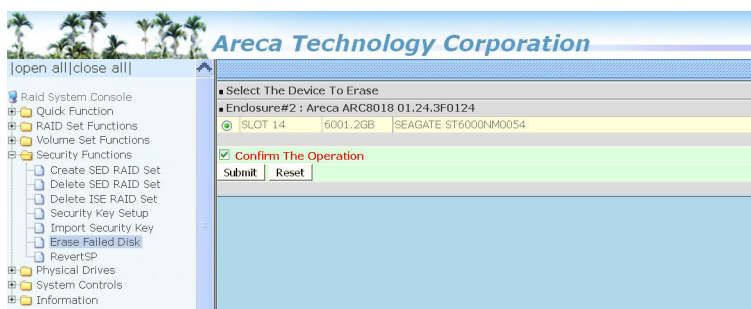 Areca Technology Corporation
|open all|close all|
Raid System Console
Quick Function
RAID Set Functions
Volume Set Functions
Security Functions
Create SED RAID Set
Delete SED RAID Set
Delete ISE RAID Set
Security Key Setup
Import Security Key
Erase Failed Disk
RevertSP
Physical Drives
System Controls
Information
Select The Device To Erase
Enclosure#2 : Areca ARC8018 01.24.3F0124
SLOT 14 6001.2GB SEAGATE ST6000NM0054
Confirm The Operation
Submit Reset